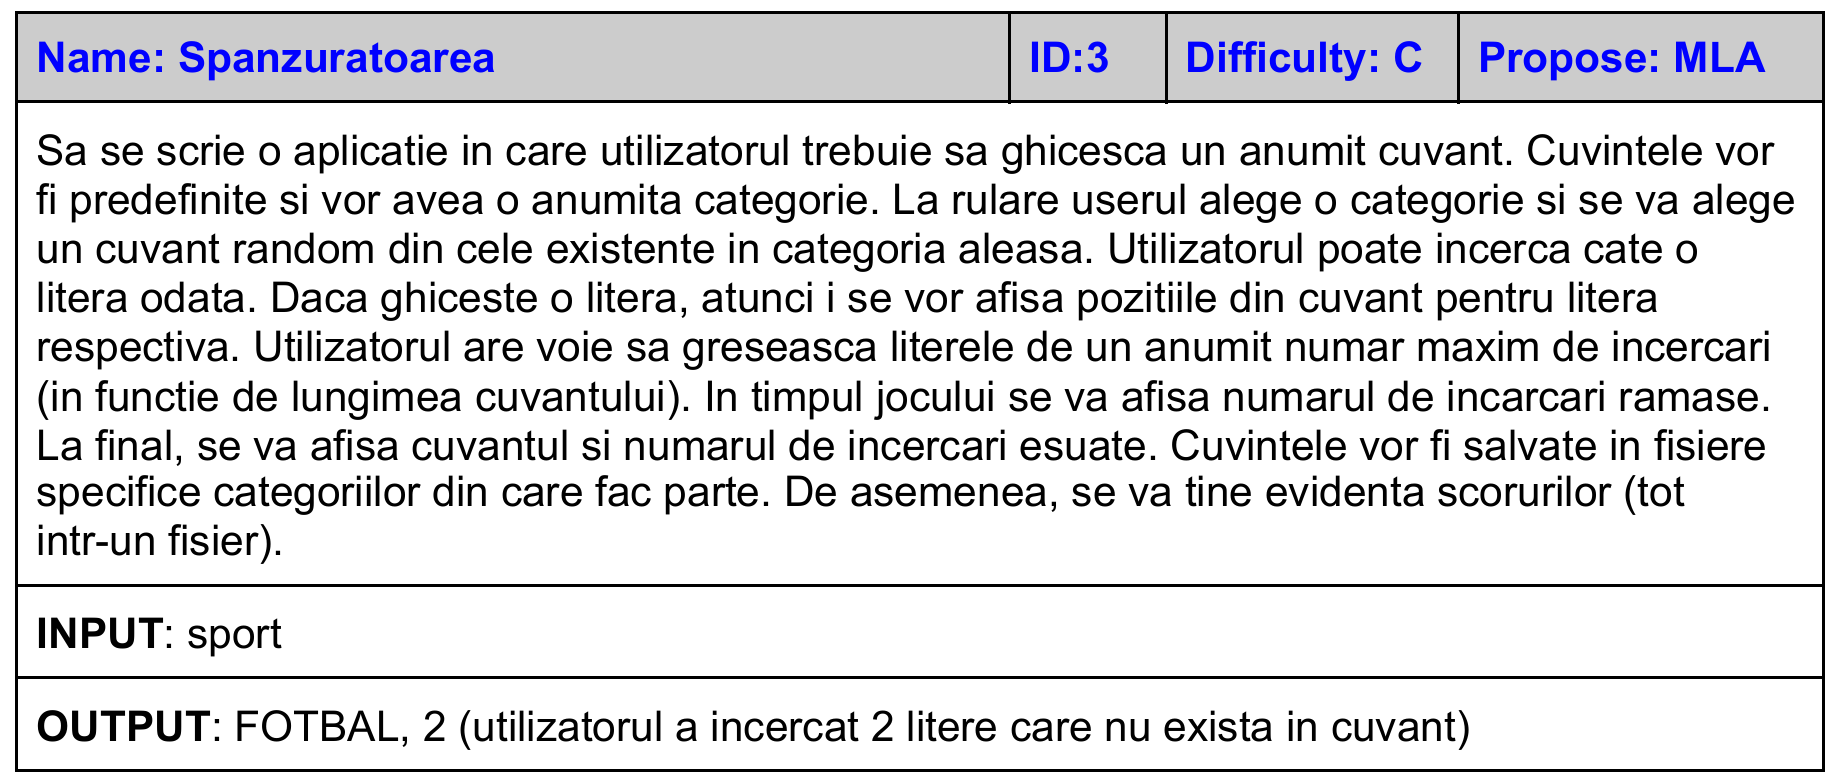 Name: Spanzuratoarea ID:3 Difficulty: C Propose: MLA
Sa se scrie o aplicatie in care utilizatorul trebuie sa ghicesca un anumit cuvant. Cuvintele vor
fi predefinite si vor avea o anumita categorie. La rulare userul alege o categorie si se va alege
un cuvant random din cele existente in categoria aleasa. Utilizatorul poate incerca cate o
litera odata. Daca ghiceste o litera, atunci i se vor afisa pozitiile din cuvant pentru litera
respectiva. Utilizatorul are voie sa greseasca literele de un anumit numar maxim de incercari
(in functie de lungimea cuvantului). In timpul jocului se va afisa numarul de incarcari ramase.
La final, se va afisa cuvantul si numarul de incercari esuate. Cuvintele vor fi salvate in fisiere
specifice categoriilor din care fac parte. De asemenea, se va tine evidenta scorurilor (tot
intr-un fisier).
INPUT: sport
OUTPUT: FOTBAL, 2 (utilizatorul a incercat 2 litere care nu exista in cuvant)